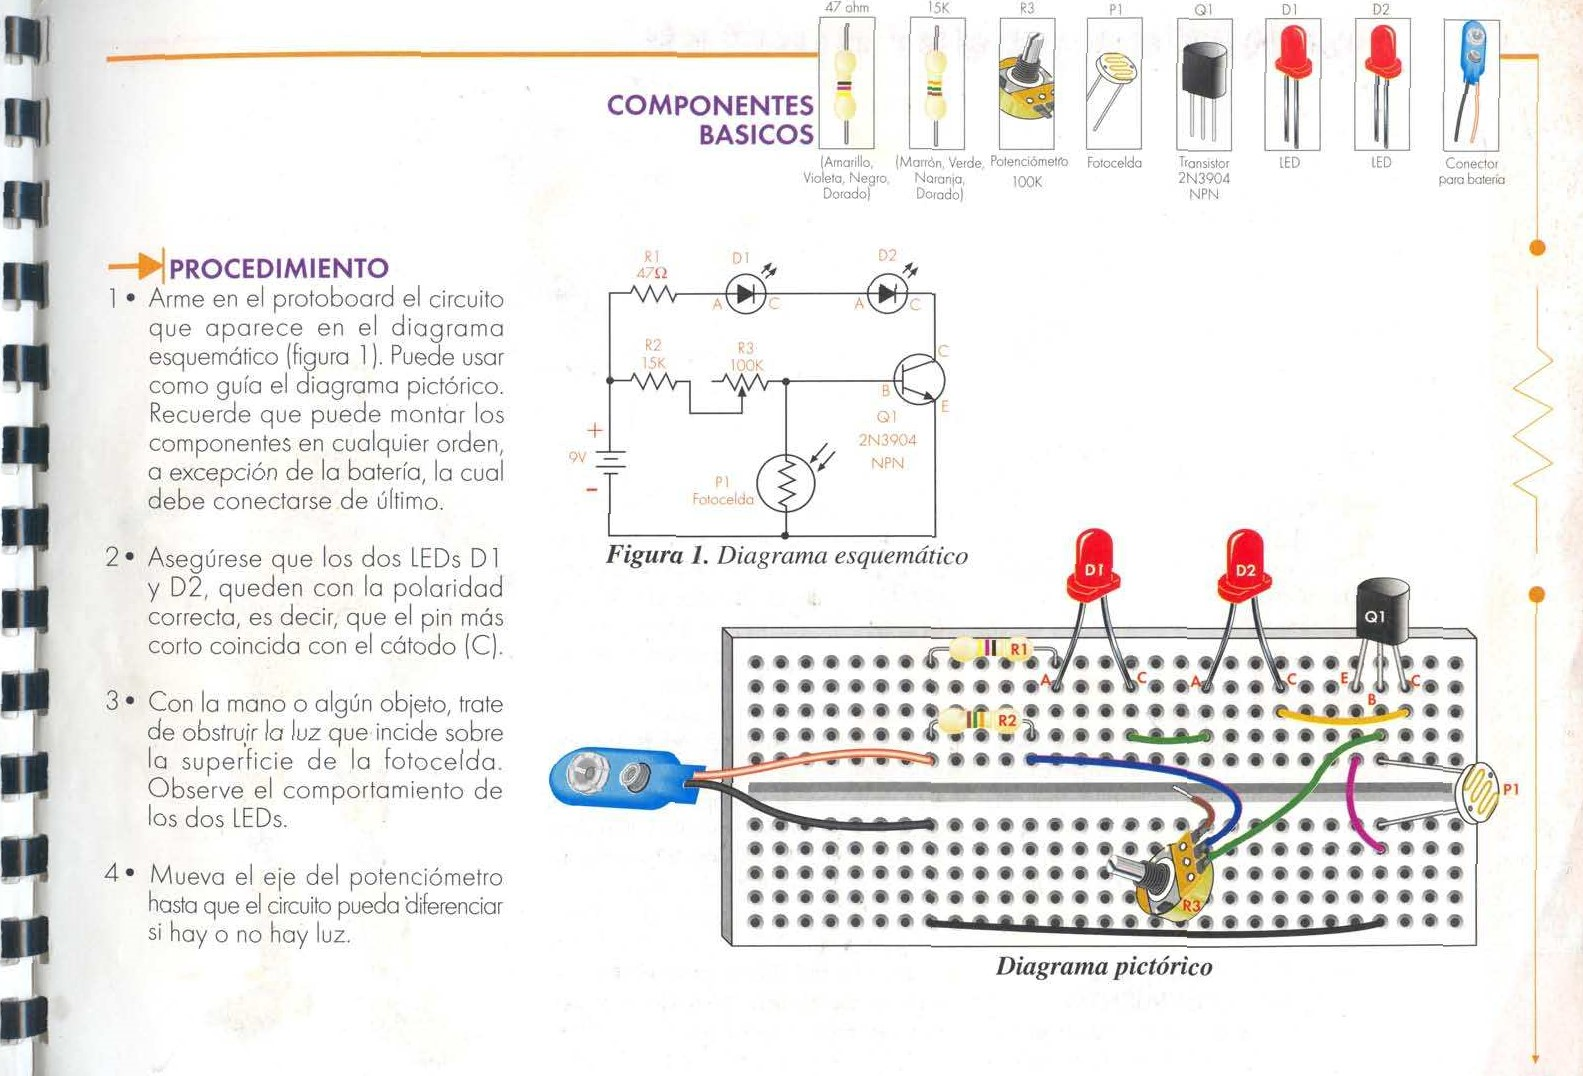 47 ohm
15K
R3
P1
Q1
D1
D2
COMPONENTES
BASICOS
(Amarillo,
Violeta, Negro,
Dorado)
(Marrón, Verde,
Naranja,
Dorado)
Potenciómetro
100K
Fotocelda
Transistor
2N3904
NPN
LED
LED
Conector
para batería
PROCEDIMIENTO
1 • Arme en el protoboard el circuito
que aparece en el diagrama
esquemático (figura 1). Puede usar
como guía el diagrama pictórico.
Recuerde que puede montar los
componentes en cualquier orden,
a excepción de la batería, la cual
debe conectarse de último.
2 • Asegúrese que los dos LEDs D1
y D2, queden con la polaridad
correcta, es decir, que el pin más
corto coincida con el cátodo (C).
3 • Con la mano o algún objeto, trate
de obstruir la luz que incide sobre
la superficie de la fotocelda.
Observe el comportamiento de
los dos LEDs.
4 • Mueva el eje del potenciómetro
hasta que el circuito pueda diferenciar
si hay o no hay luz.
R1
47Ω
D1
D2
A
C
A
C
R2
15K
R3
100K
C
B
E
Q1
2N3904
NPN
+
9V
-
P1
Fotocelda
Figura 1. Diagrama esquemático
D1
D2
Q1
R1
A
C
A
C
E
C
B
R2
P1
R3
Diagrama pictórico